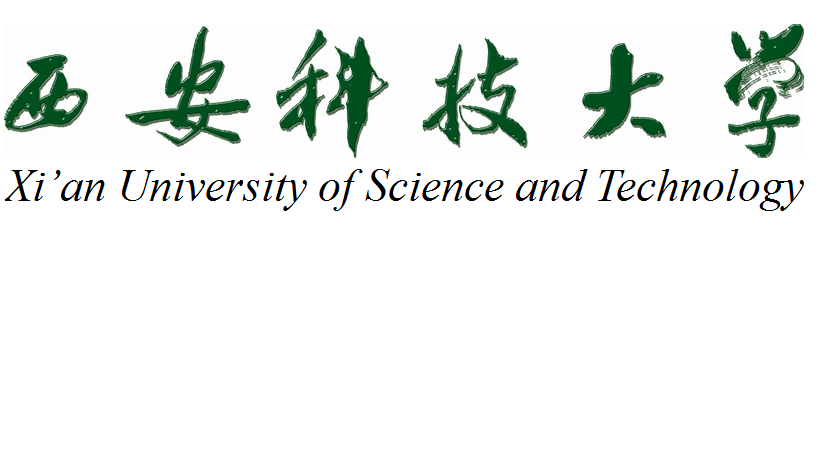 西安科技大学
Xi’an University of Science and Technology